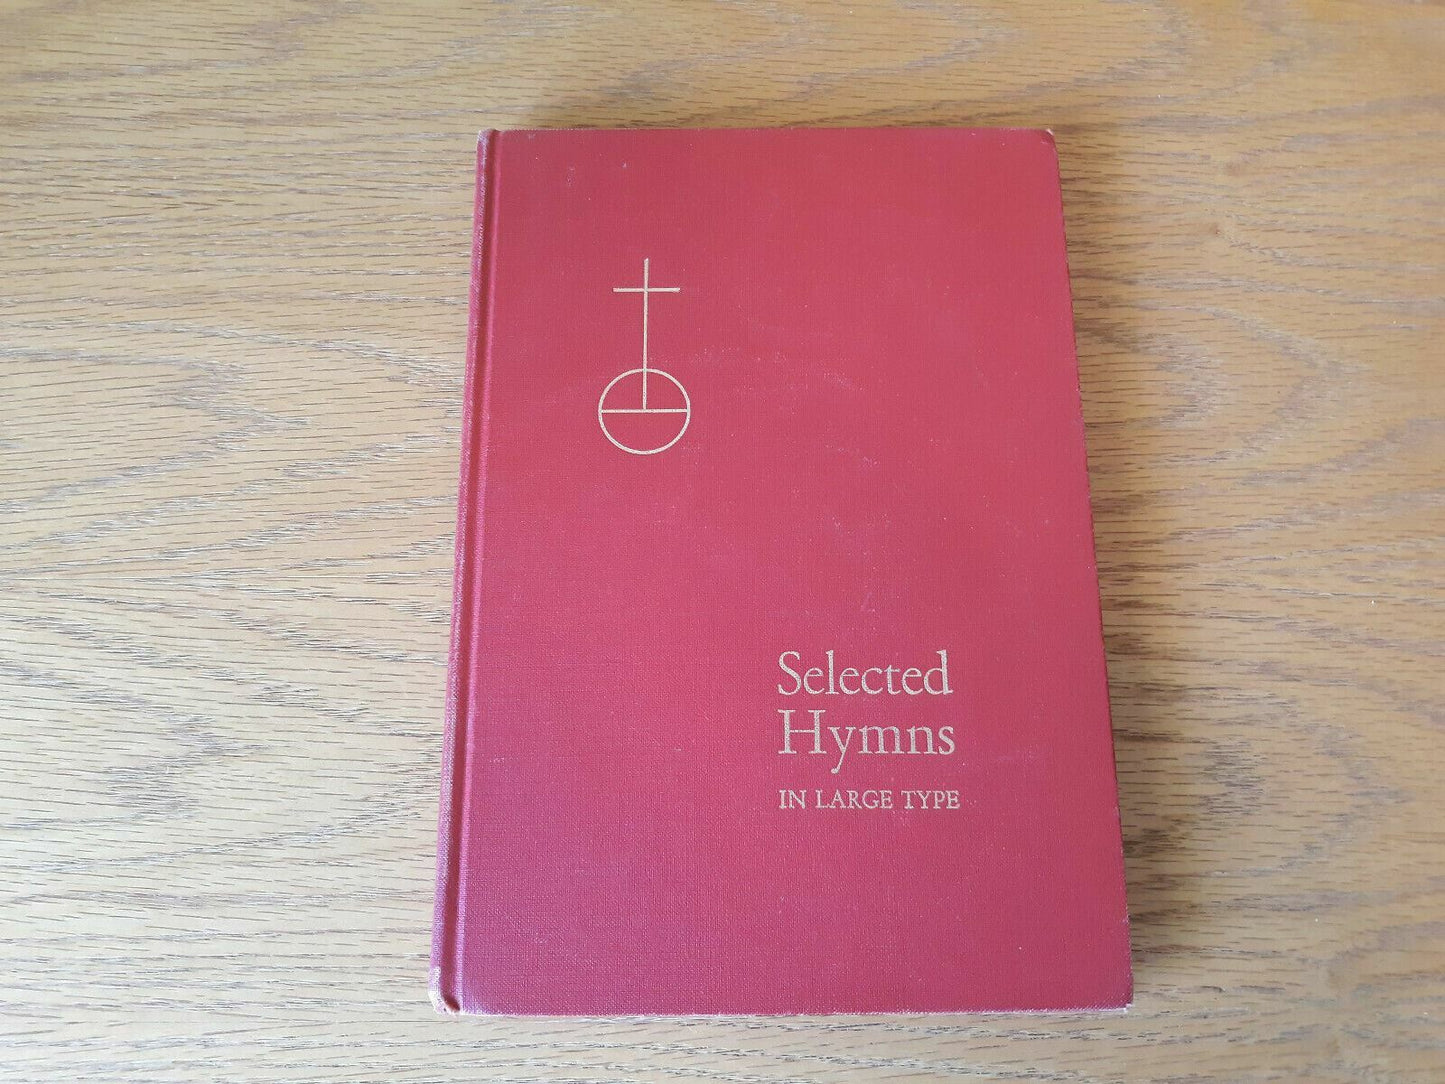 Selected
Hymns
IN LARGE TYPE